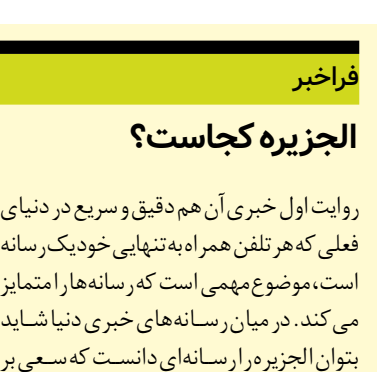 فراخبر
الجزیره کجاست؟
روایت اول خبری آن هم دقیق و سریع در دنیای
فعلی که هر تلفن همراه به‌تنهایی خود یک رسانه
است، موضوع مهمی است که رسانه‌ها را متمایز
می کند. در میان رسانه‌های خبری دنیا شاید
بتوان الجزیره را رسانه‌ای دانست که سعی بر